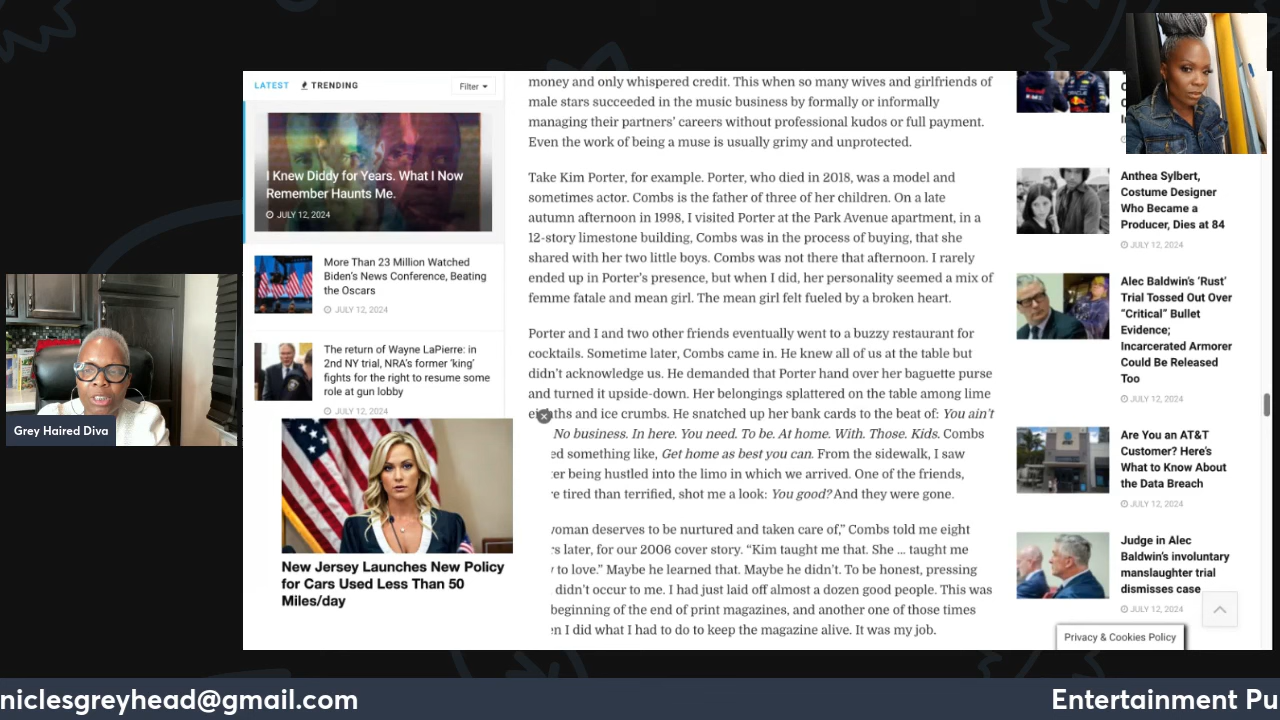 LATEST
TRENDING
Filter
I Knew Diddy for Years. What I Now
Remember Haunts Me.
JULY 12, 2024
More Than 23 Million Watched
Biden's News Conference, Beating
the Oscars
JULY 12, 2024
The return of Wayne LaPierre: in
2nd NY trial, NRA's former 'king'
fights for the right to resume some
role at gun lobby
JULY 12, 2024
New Jersey Launches New Policy
for Cars Used Less Than 50
Miles/day
money and only whispered credit. This when so many wives and girlfriends of
male stars succeeded in the music business by formally or informally
managing their partners' careers without professional kudos or full payment.
Even the work of being a muse is usually grimy and unprotected.
Take Kim Porter, for example. Porter, who died in 2018, was a model and
sometimes actor. Combs is the father of three of her children. On a late
autumn afternoon in 1998, I visited Porter at the Park Avenue apartment, in a
12-story limestone building, Combs was in the process of buying, that she
shared with her two little boys. Combs was not there that afternoon. I rarely
ended up in Porter's presence, but when I did, her personality seemed a mix of
femme fatale and mean girl. The mean girl felt fueled by a broken heart.
Porter and I and two other friends eventually went to a buzzy restaurant for
cocktails. Sometime later, Combs came in. He knew all of us at the table but
didn't acknowledge us. He demanded that Porter hand over her baguette purse
and turned it upside-down. Her belongings splattered on the table among lime
and ice crumbs. He snatched up her bank cards to the beat of: You ain't
No business. In here. You need. To be. At home. With. Those. Kids. Combs
ed something like, Get home as best you can. From the sidewalk, I saw
er being hustled into the limo in which we arrived. One of the friends,
e tired than terrified, shot me a look: You good? And they were gone.
woman deserves to be nurtured and taken care of," Combs told me eight
s later, for our 2006 cover story. "Kim taught me that. She ... taught me
to love." Maybe he learned that. Maybe he didn't. To be honest, pressing
didn't occur to me. I had just laid off almost a dozen good people. This was
beginning of the end of print magazines, and another one of those times
n I did what I had to do to keep the magazine alive. It was my job.
Anthea Sylbert,
Costume Designer
Who Became a
Producer, Dies at 84
JULY 12, 2024
Alec Baldwin's 'Rust'
Trial Tossed Out Over
"Critical" Bullet
Evidence;
Incarcerated Armorer
Could Be Released
Too
JULY 12, 2024
Are You an AT&T
Customer? Here's
What to Know About
the Data Breach
JULY 12, 2024
Judge in Alec
Baldwin's involuntary
manslaughter trial
dismisses case
JULY 12, 2024
Privacy & Cookies Policy
Grey Haired Diva
niclesgreyhead@gmail.com
Entertainment Pu